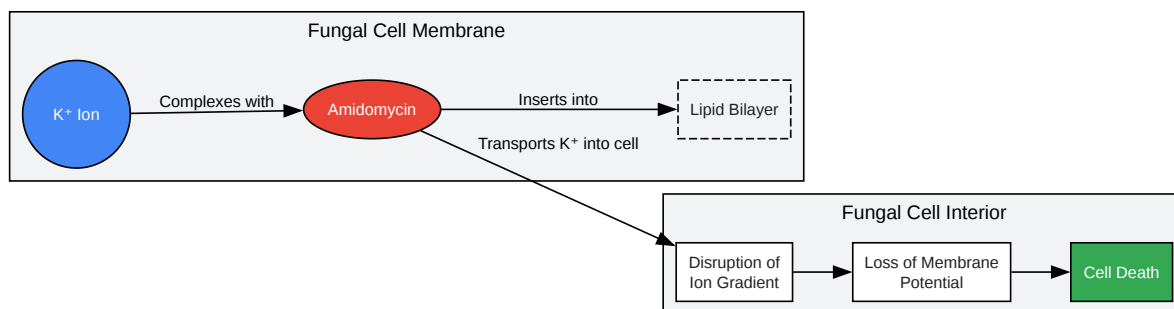 Fungal Cell Membrane
K⁺ Ion
Complexes with
Amidomycin
Inserts into
Lipid Bilayer
Transports K⁺ into cell
Fungal Cell Interior
Disruption of
Ion Gradient
Loss of Membrane
Potential
Cell Death